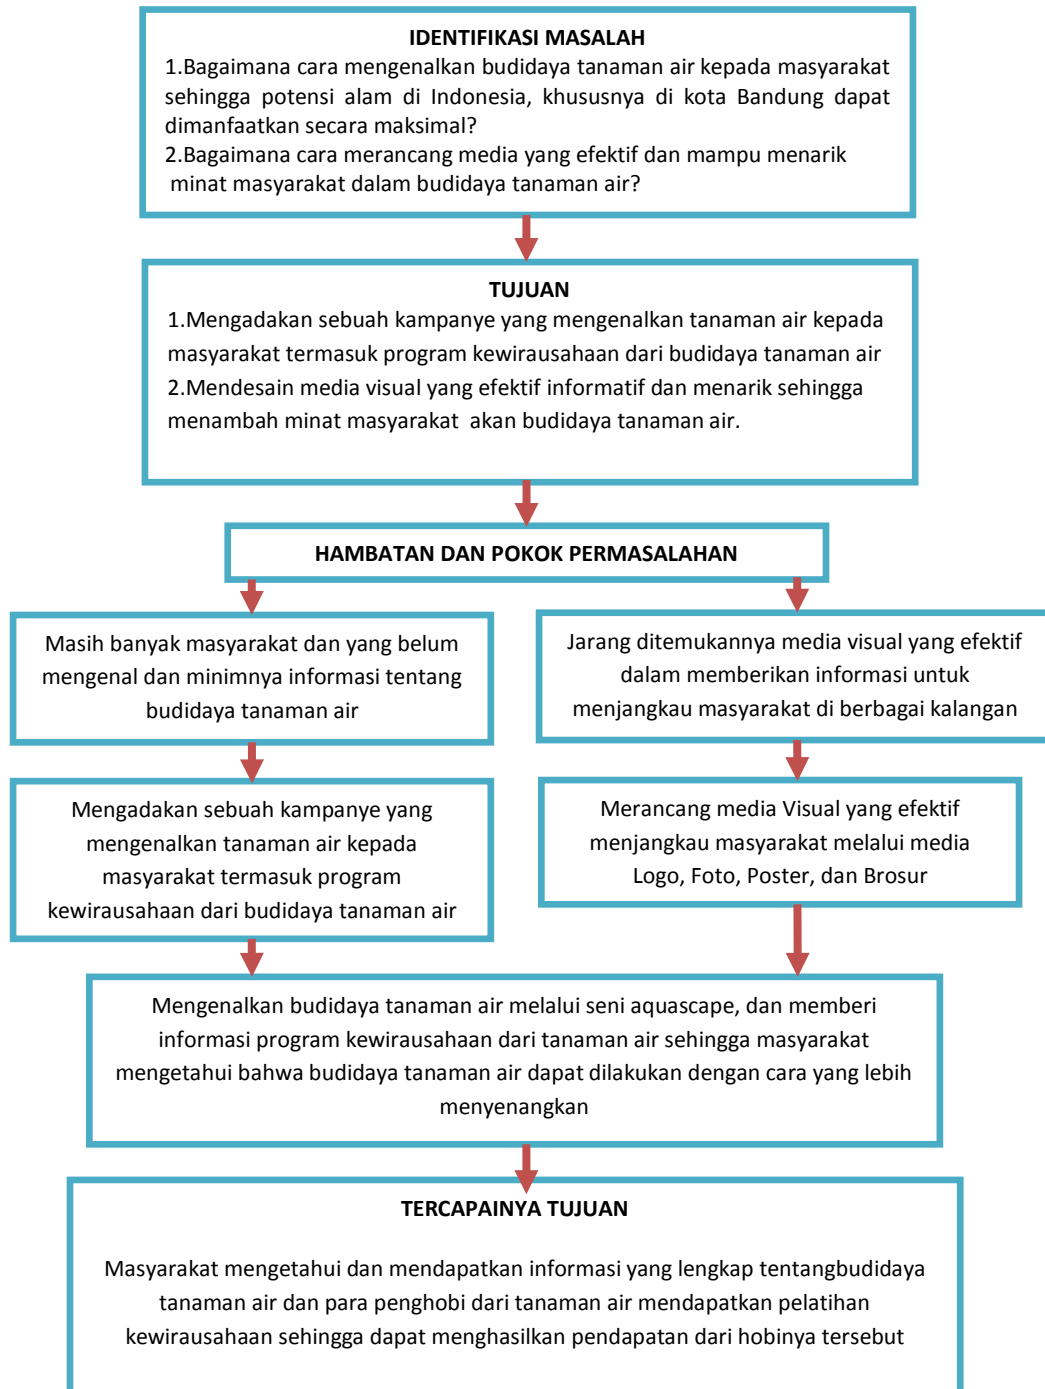 IDENTIFIKASI MASALAH
1.Bagaimana cara mengenalkan budidaya tanaman air kepada masyarakat
sehingga potensi alam di Indonesia, khususnya di kota Bandung dapat
dimanfaatkan secara maksimal?
2.Bagaimana cara merancang media yang efektif dan mampu menarik
minat masyarakat dalam budidaya tanaman air?
TUJUAN
1.Mengadakan sebuah kampanye yang mengenalkan tanaman air kepada
masyarakat termasuk program kewirausahaan dari budidaya tanaman air
2.Mendesain media visual yang efektif informatif dan menarik sehingga
menambah minat masyarakat akan budidaya tanaman air.
HAMBATAN DAN POKOK PERMASALAHAN
Masih banyak masyarakat dan yang belum
mengenal dan minimnya informasi tentang
budidaya tanaman air
Jarang ditemukannya media visual yang efektif
dalam memberikan informasi untuk
menjangkau masyarakat di berbagai kalangan
Mengadakan sebuah kampanye yang
mengenalkan tanaman air kepada
masyarakat termasuk program
kewirausahaan dari budidaya tanaman air
Merancang media Visual yang efektif
menjangkau masyarakat melalui media
Logo, Foto, Poster, dan Brosur
Mengenalkan budidaya tanaman air melalui seni aquascape, dan memberi
informasi program kewirausahaan dari tanaman air sehingga masyarakat
mengetahui bahwa budidaya tanaman air dapat dilakukan dengan cara yang lebih
menyenangkan
TERCAPAINYA TUJUAN
Masyarakat mengetahui dan mendapatkan informasi yang lengkap tentangbudidaya
tanaman air dan para penghobi dari tanaman air mendapatkan pelatihan
kewirausahaan sehingga dapat menghasilkan pendapatan dari hobinya tersebut